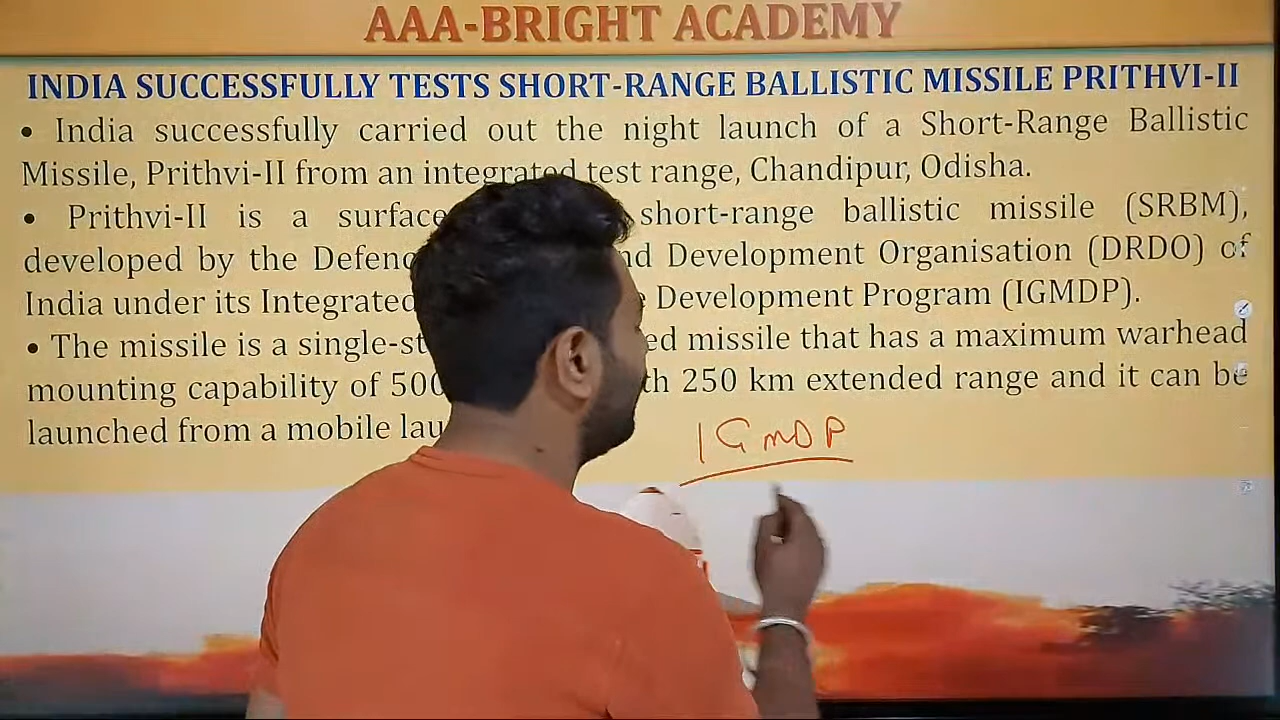 AAA-BRIGHT ACADEMY
INDIA SUCCESSFULLY TESTS SHORT-RANGE BALLISTIC MISSILE PRITHVI-II
• India successfully carried out the night launch of a Short-Range Ballistic
Missile, Prithvi-II from an integrated test range, Chandipur, Odisha.
• Prithvi-II is a surface short-range ballistic missile (SRBM),
developed by the Defenc nd Development Organisation (DRDO) of
India under its Integrated e Development Program (IGMDP).
• The missile is a single-st ed missile that has a maximum warhead
mounting capability of 500 th 250 km extended range and it can be
launched from a mobile lau
IGMDP